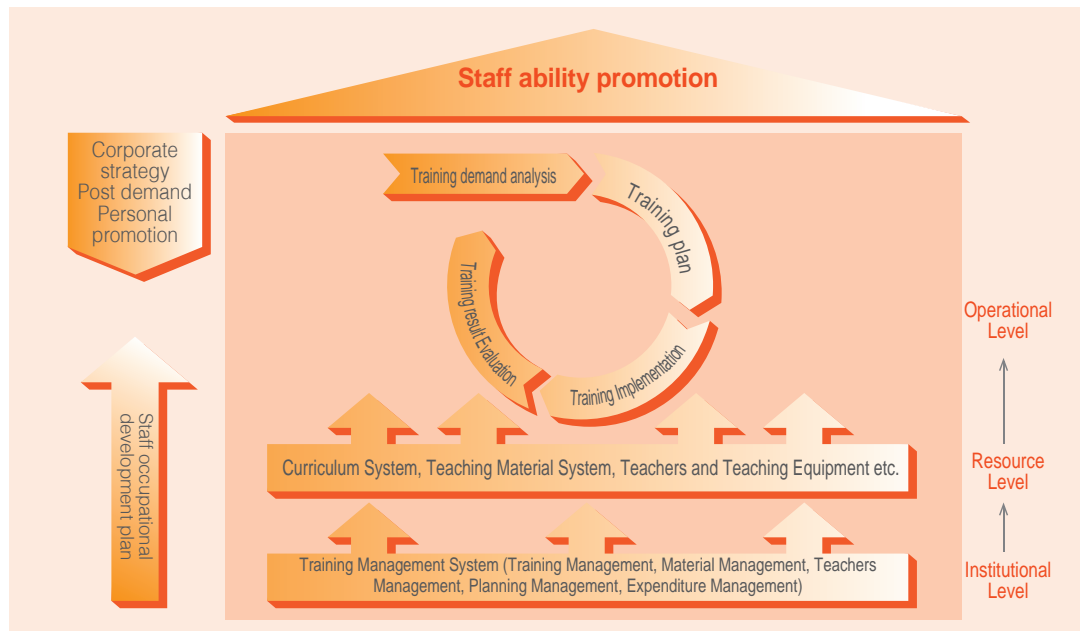 Staff ability promotion
Corporate
strategy
Post demand
Personal
promotion
Training demand analysis
Training plan
Training Implementation
Training result Evaluation
Staff occupational
development plan
Curriculum System, Teaching Material System, Teachers and Teaching Equipment etc.
Training Management System (Training Management, Material Management, Teachers
Management, Planning Management, Expenditure Management)
Operational
Level
Resource
Level
Institutional
Level